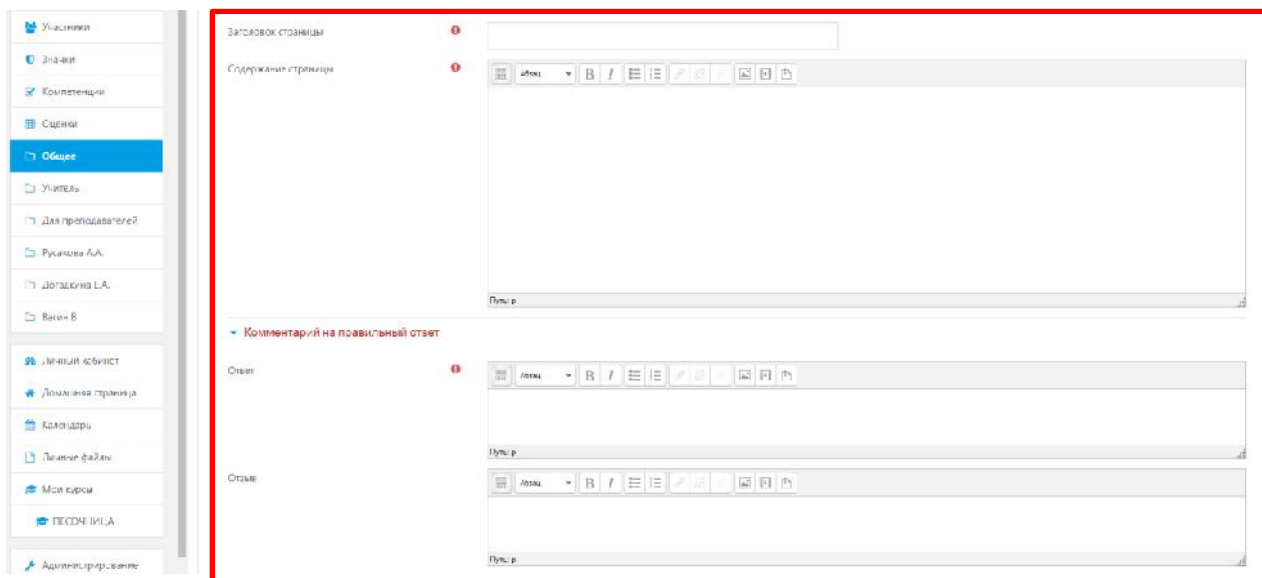 Участники
Значки
Компетенции
Оценки
Общее
Учитель
Для преподавателей
Русакова А.А.
Догадкина Е.А.
Вагин В
Личный кабинет
Домашняя страница
Календарь
Личные файлы
Мои курсы
ПЕСОЧНИЦА
Администрирование
Заголовок страницы
Содержание страницы
Абзац
B I
Путь: p
Комментарий на правильный ответ
Ответ
Абзац
B I
Путь: p
Отзыв
Абзац
B I
Путь: p